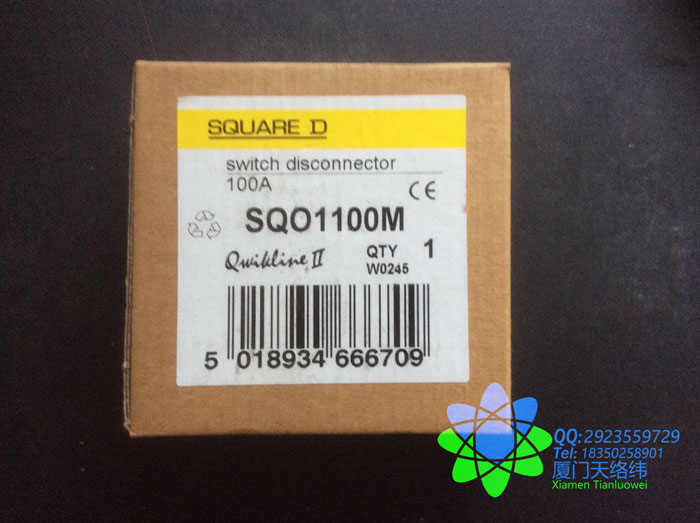 SQUARE D
switch disconnector
100A
CE
SQO1100M
Qwikline II
QTY 1
W0245
5 018934 666709
QQ:2923559729
Tel: 18350258901
厦门天络纬
Xiamen Tianluowei